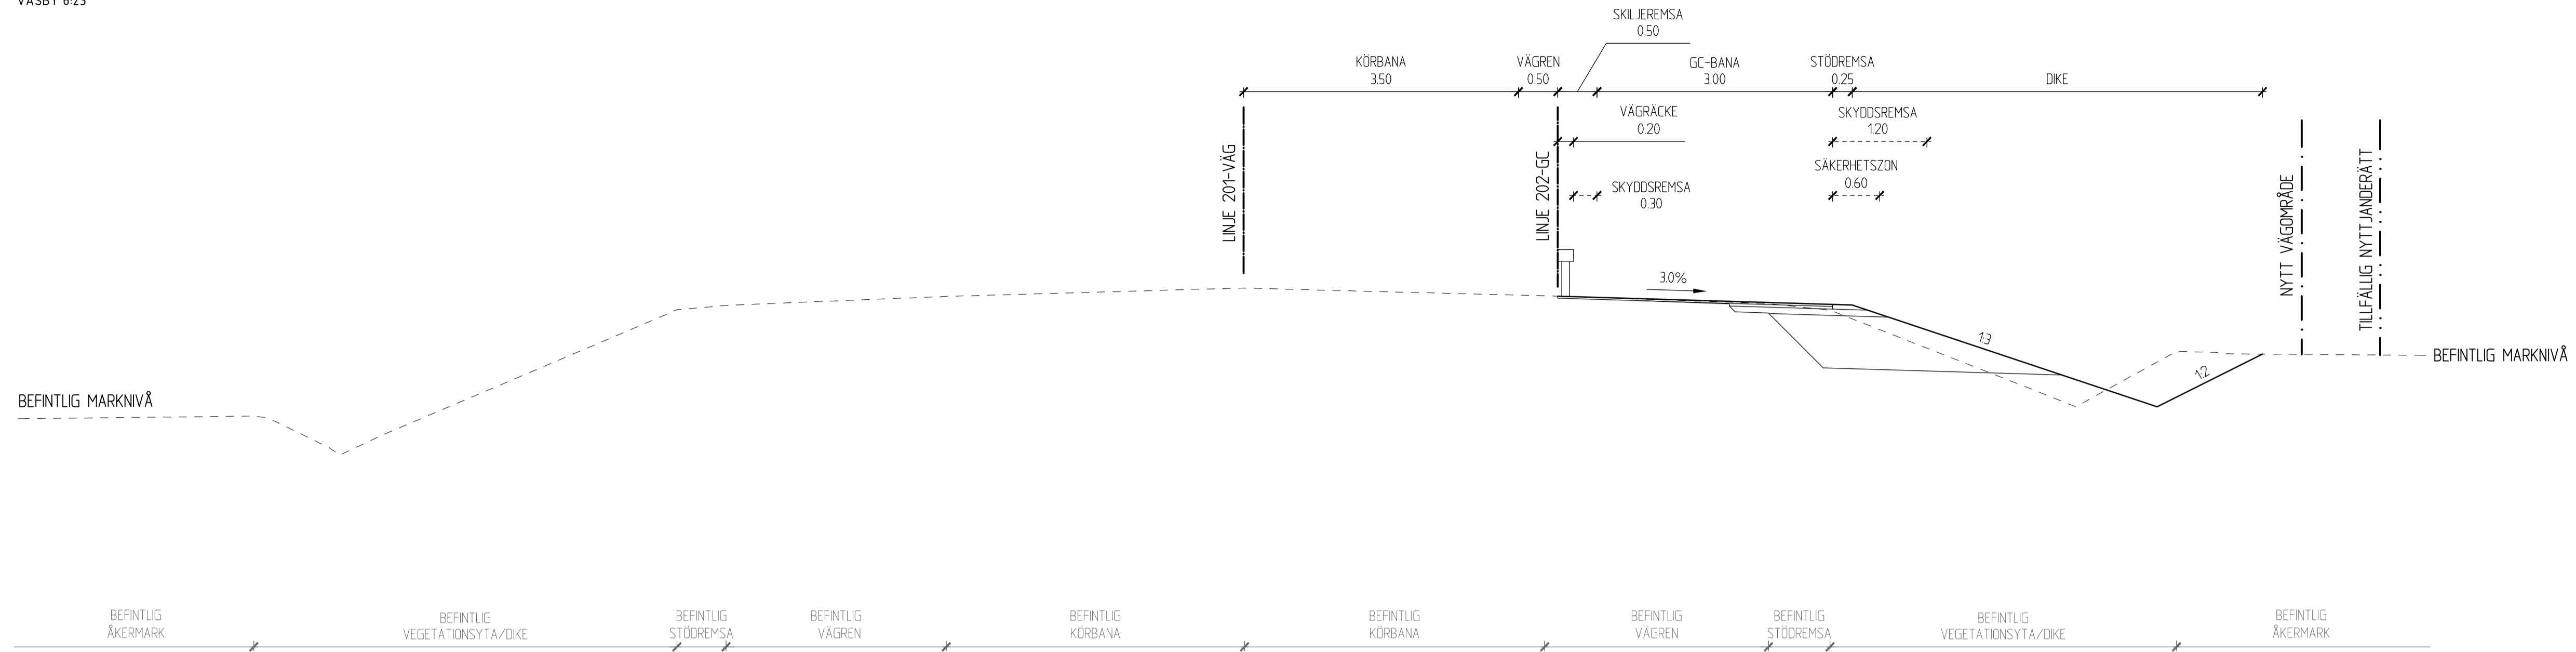 VÄSBY 6:25
SKILJEREMSA
0.50
KÖRBANA
3.50
VÄGREN
0.50
GC-BANA
3.00
STÖDREMSA
0.25
DIKE
VÄGRÄCKE
0.20
SKYDDSREMSA
1.20
SÄKERHETSZON
0.60
SKYDDSREMSA
0.30
LINJE 201-VÄG
LINJE 202-GC
NYTT VÄGOMRÅDE
TILLFÄLLIG NYTTJANDERÄTT
3.0%
1:3
1:2
BEFINTLIG MARKNIVÅ
BEFINTLIG MARKNIVÅ
BEFINTLIG
ÅKERMARK
BEFINTLIG
VEGETATIONSYTA/DIKE
BEFINTLIG
STÖDREMSA
BEFINTLIG
VÄGREN
BEFINTLIG
KÖRBANA
BEFINTLIG
KÖRBANA
BEFINTLIG
VÄGREN
BEFINTLIG
STÖDREMSA
BEFINTLIG
VEGETATIONSYTA/DIKE
BEFINTLIG
ÅKERMARK